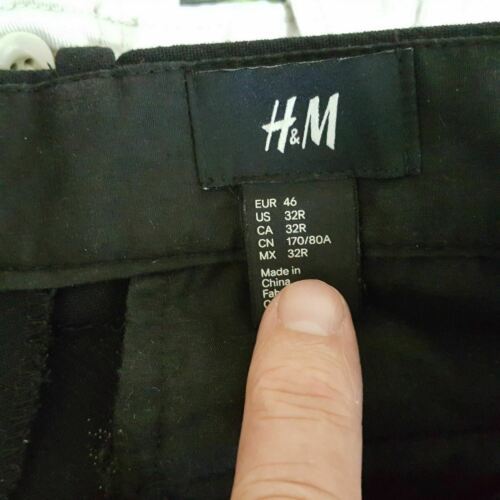 H&M
EUR 46
US 32R
CA 32R
CN 170/80A
MX 32R
Made in
China